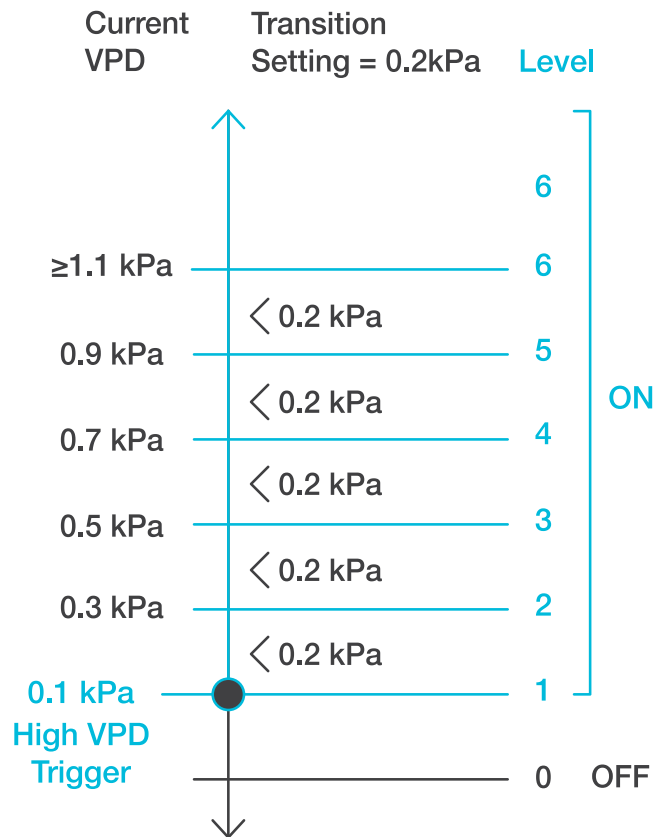 Current
VPD
Transition
Setting = 0.2kPa
Level
6
≥1.1 kPa
6
< 0.2 kPa
0.9 kPa
5
ON
< 0.2 kPa
0.7 kPa
4
< 0.2 kPa
0.5 kPa
3
< 0.2 kPa
0.3 kPa
2
< 0.2 kPa
0.1 kPa
1
High VPD
Trigger
0
OFF